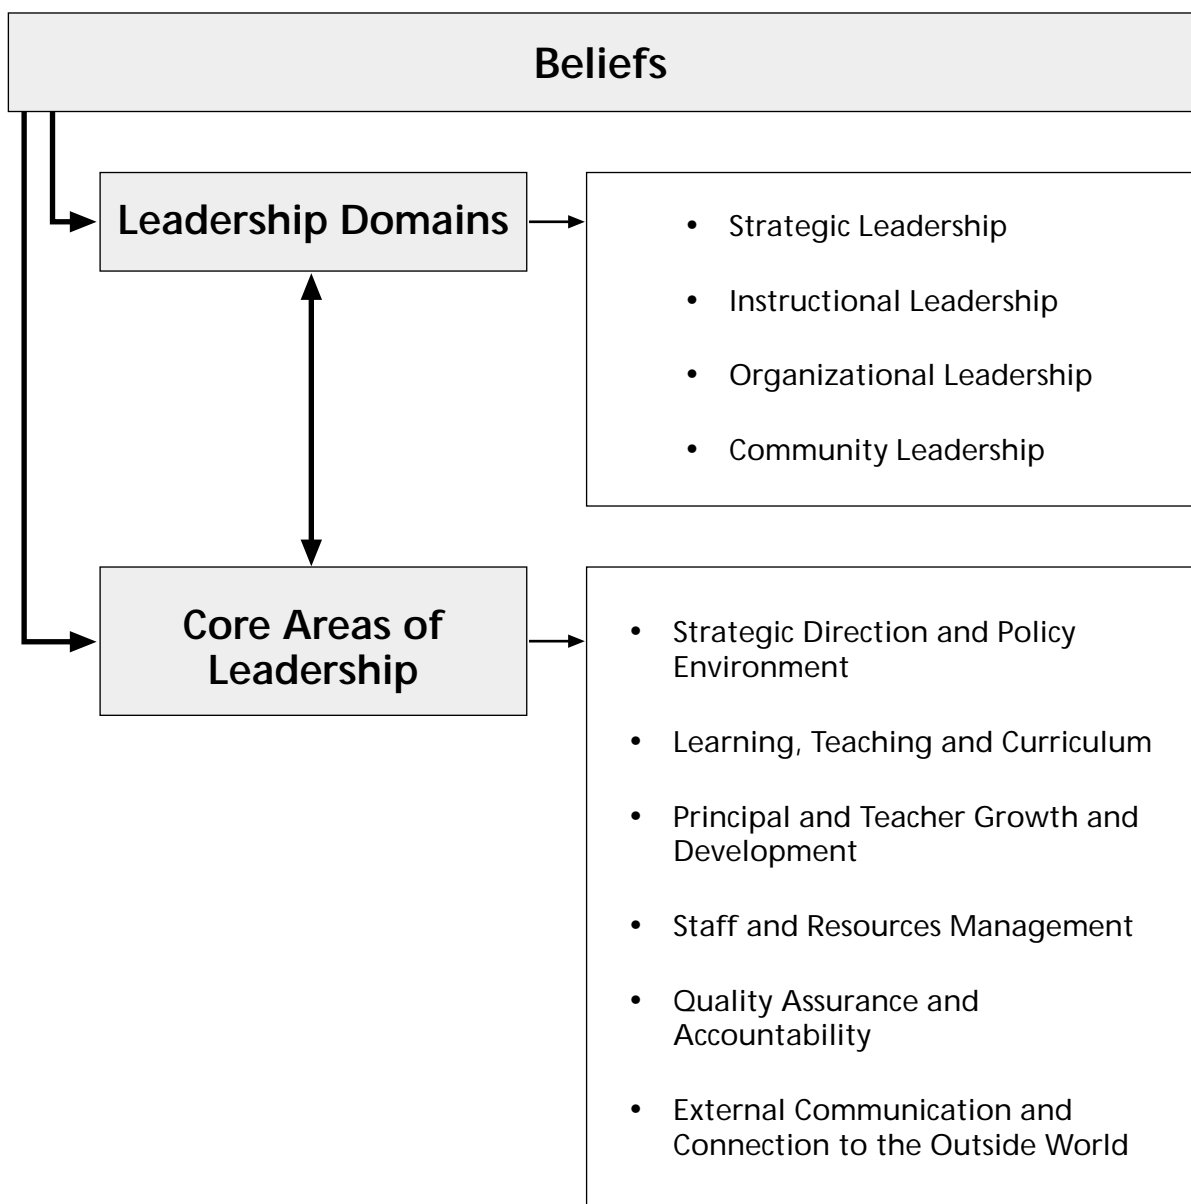 Beliefs
Leadership Domains
• Strategic Leadership
• Instructional Leadership
• Organizational Leadership
• Community Leadership
Core Areas of
Leadership
• Strategic Direction and Policy
Environment
• Learning, Teaching and Curriculum
• Principal and Teacher Growth and
Development
• Staff and Resources Management
• Quality Assurance and
Accountability
• External Communication and
Connection to the Outside World